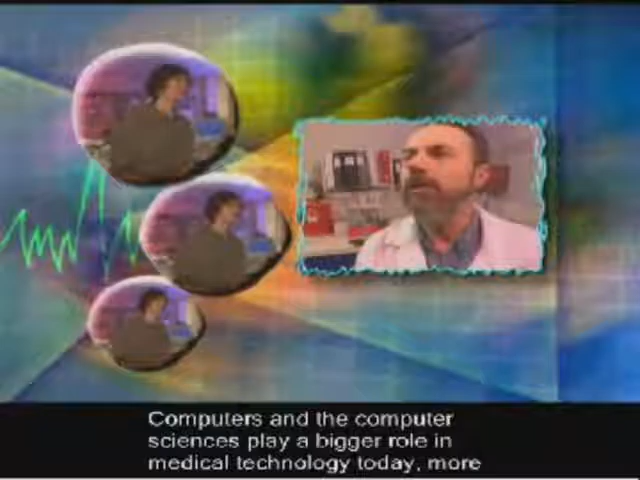 Computers and the computer
sciences play a bigger role in
medical technology today, more